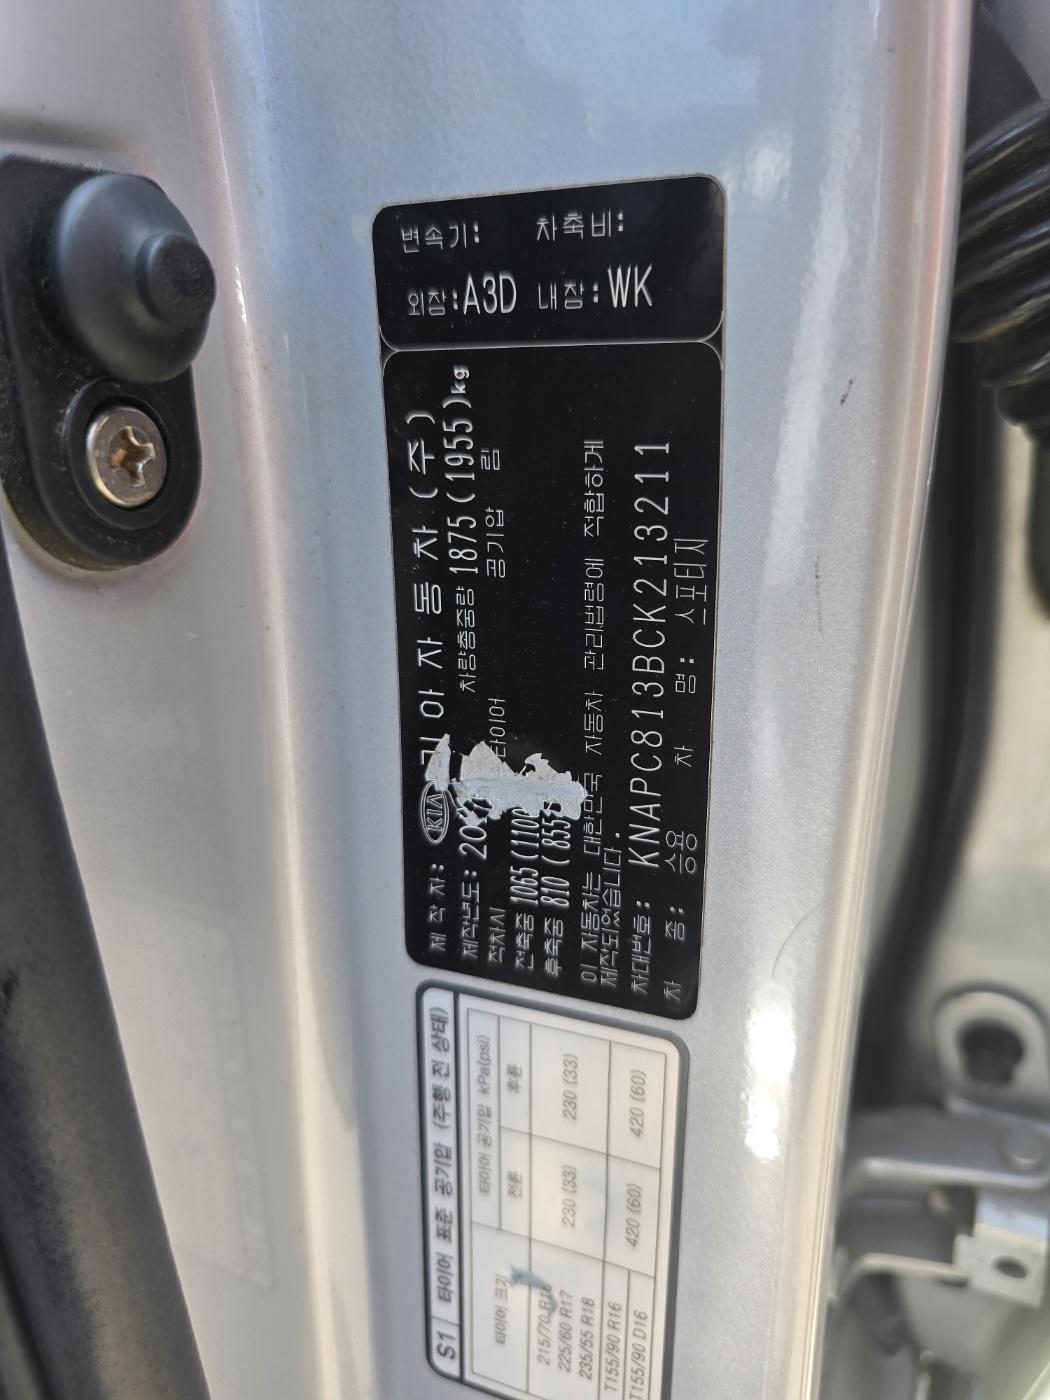 변속기: 차축비:
외장:A3D 내장:WK
제 작 자: KIA 기 아 자 동 차 ( 주 )
제작년도: 차량총중량 1875(1955)kg
타이어 공기압 림
전축중 1065(
후축중 810 ( 855
이 자동차는 대한민국 자동차 관리법령에 적합하게
제작되었습니다.
차대번호: KNAPC813BCK213211
차 종: 승용 차 명: 스포티지
S1 타이어 표준 공기압 (주행 전 상태)
타이어 크기 타이어 공기압 kPa(psi)
전륜 후륜
215/70 230 (33) 230 (33)
225/60 R17
235/55 R18
T155/90 R16 420 (60) 420 (60)
T155/90 D16